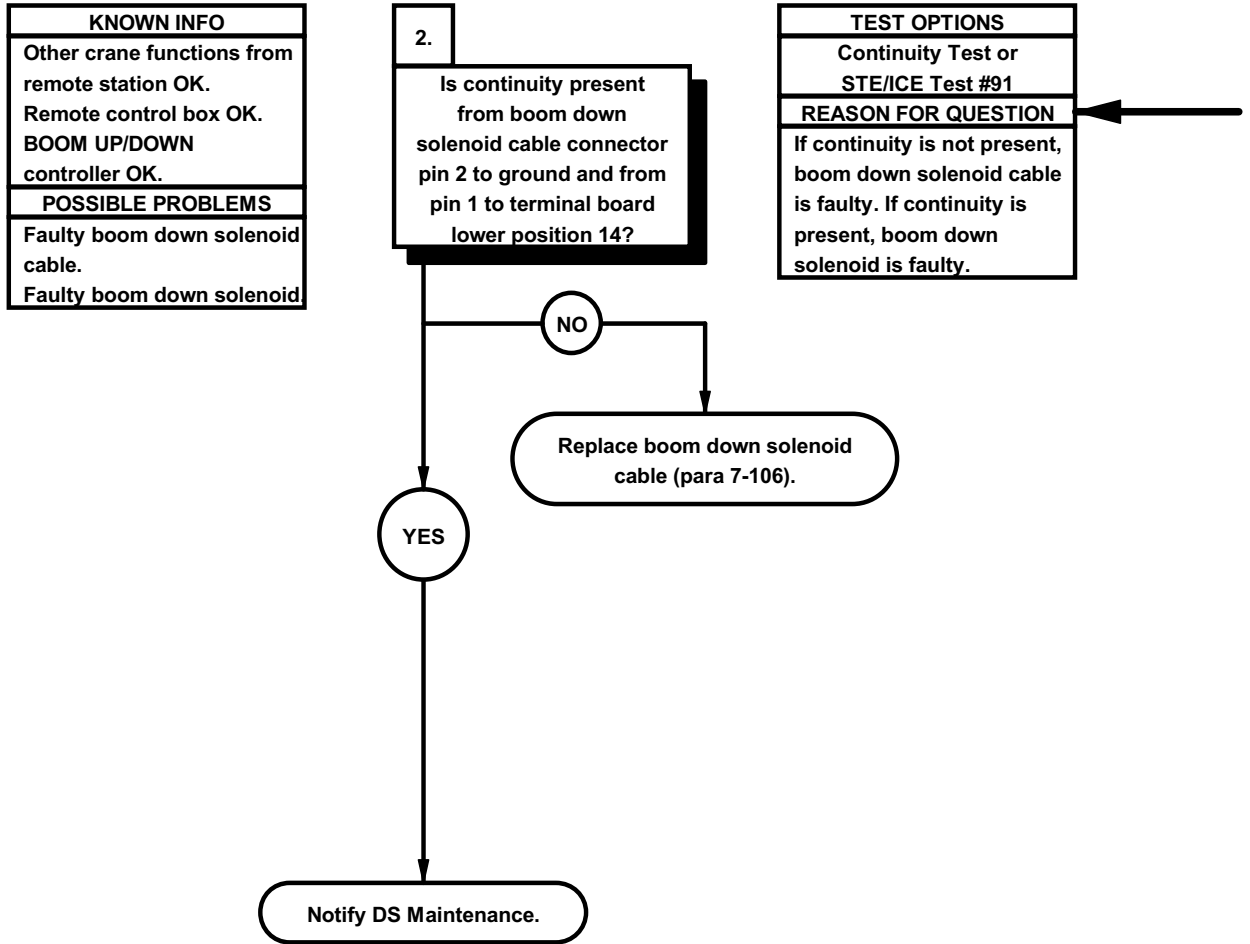 KNOWN INFO
Other crane functions from
remote station OK.
Remote control box OK.
BOOM UP/DOWN
controller OK.
POSSIBLE PROBLEMS
Faulty boom down solenoid
cable.
Faulty boom down solenoid.
2.
Is continuity present
from boom down
solenoid cable connector
pin 2 to ground and from
pin 1 to terminal board
lower position 14?
TEST OPTIONS
Continuity Test or
STE/ICE Test #91
REASON FOR QUESTION
If continuity is not present,
boom down solenoid cable
is faulty. If continuity is
present, boom down
solenoid is faulty.
NO
Replace boom down solenoid
cable (para 7-106).
YES
Notify DS Maintenance.